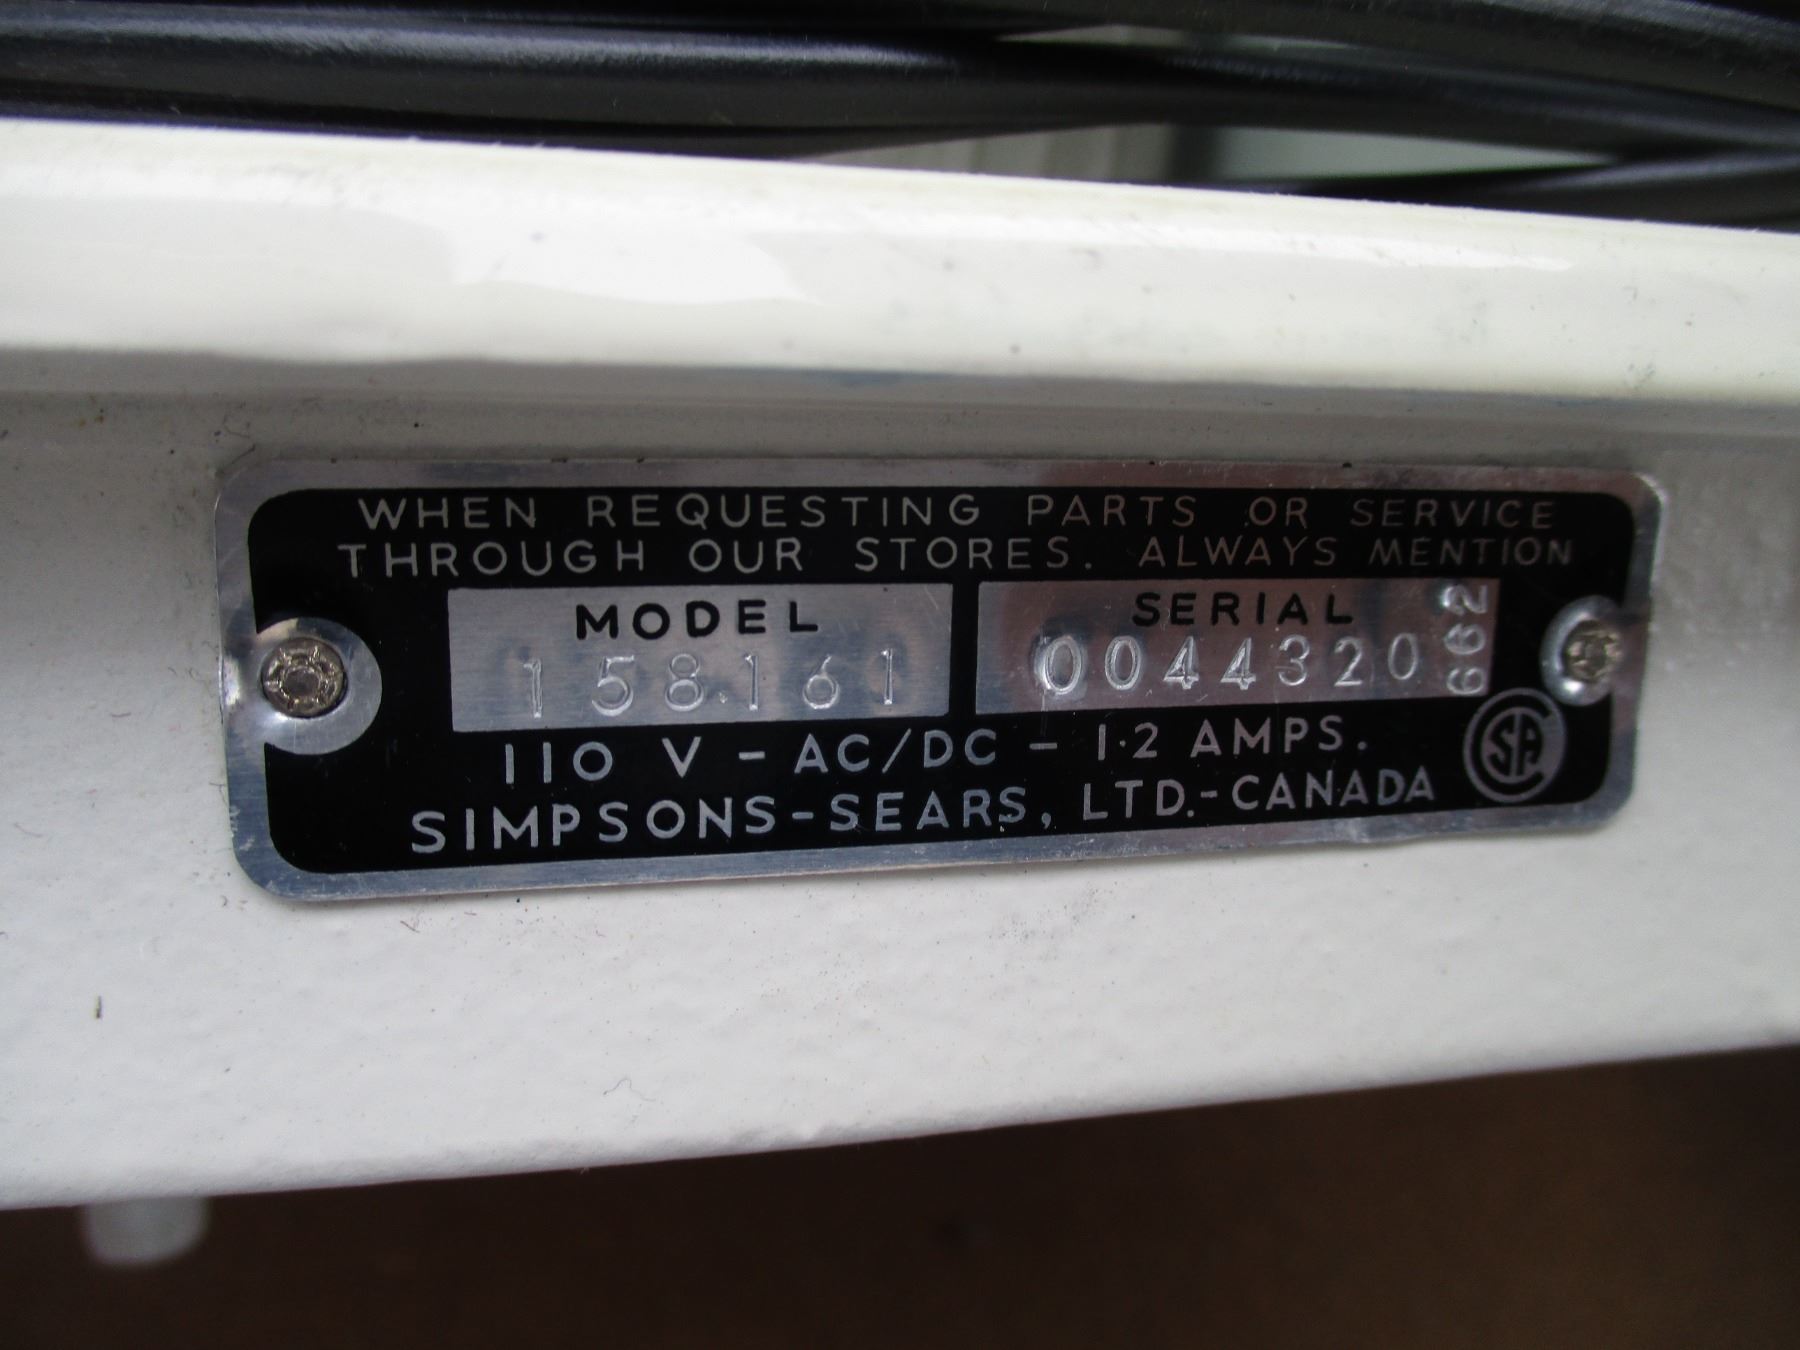 WHEN REQUESTING PARTS OR SERVICE
THROUGH OUR STORES. ALWAYS MENTION
MODEL
158.161
SERIAL
0044320
662
110 V - AC/DC - 1.2 AMPS.
SIMPSONS-SEARS, LTD.-CANADA
CSA